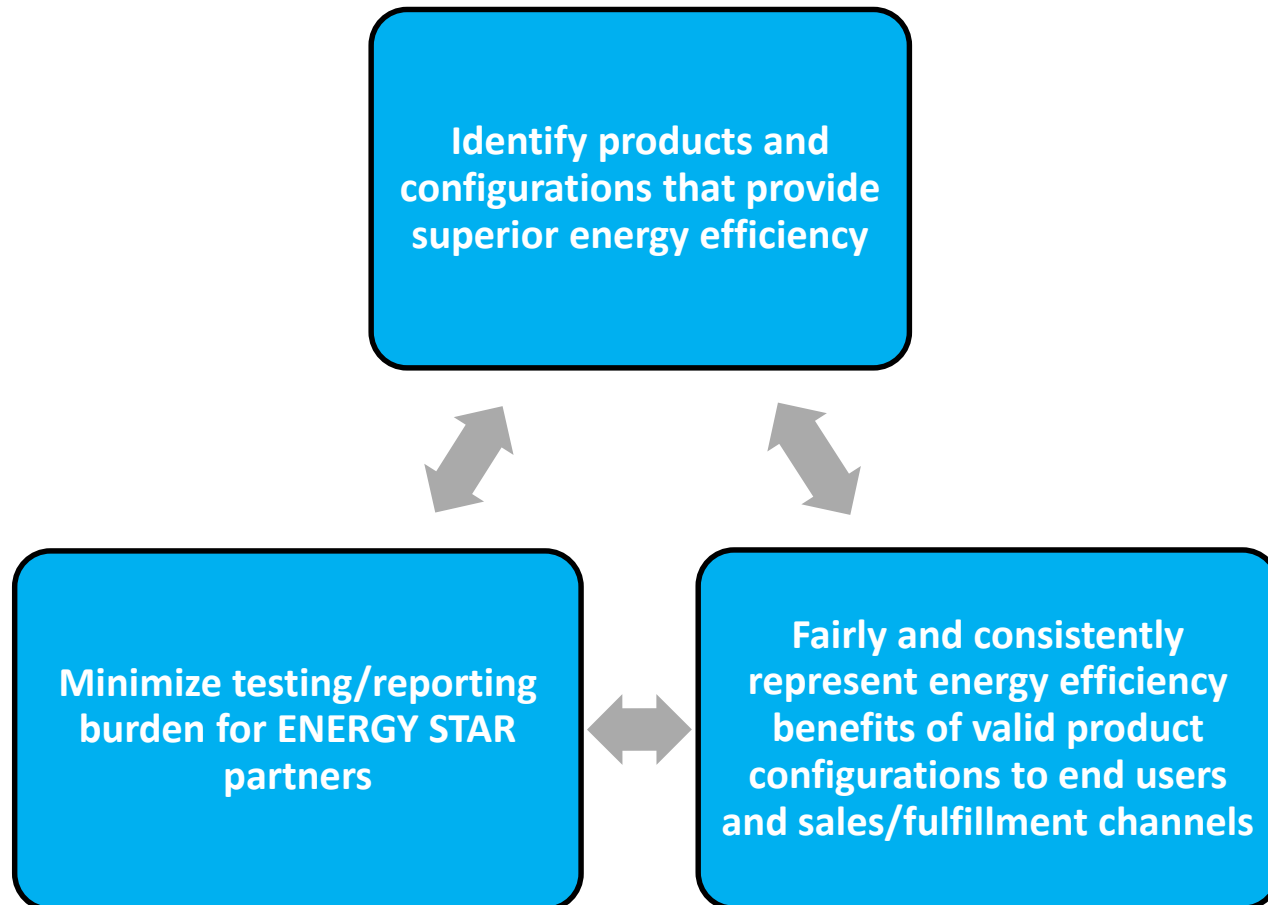 Identify products and
configurations that provide
superior energy efficiency
Minimize testing/reporting
burden for ENERGY STAR
partners
Fairly and consistently
represent energy efficiency
benefits of valid product
configurations to end users
and sales/fulfillment channels